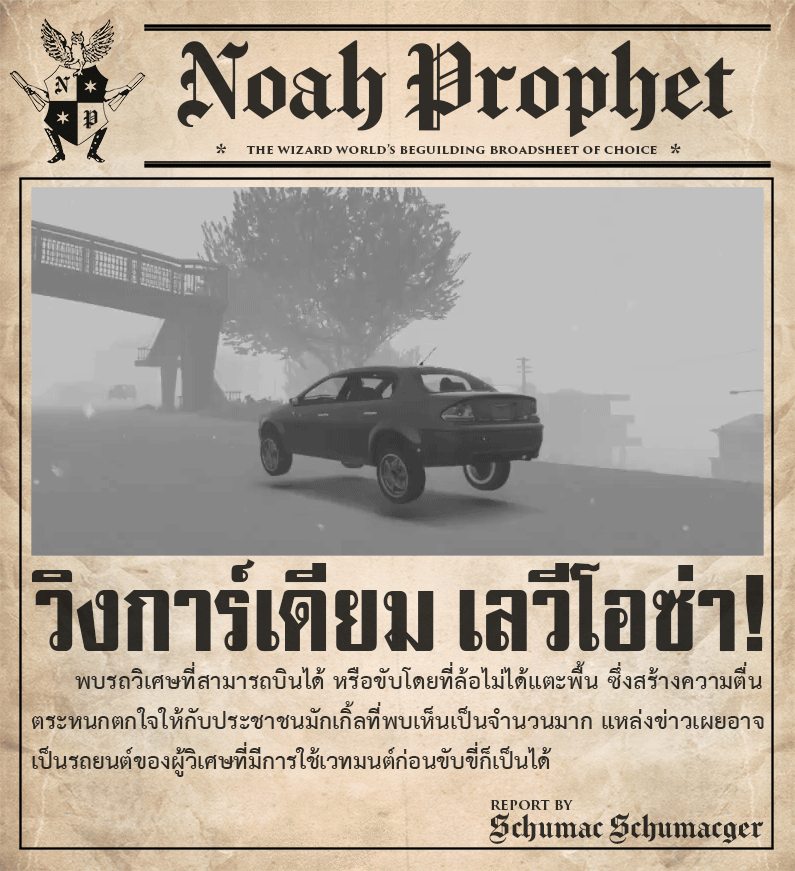 N
P
Noah Prophet
* THE WIZARD WORLD'S BEGUILDING BROADSHEET OF CHOICE *
วิงการ์เดียม เลวีโอซ่า!
พบรถวิเศษที่สามารถบินได้ หรือขับโดยที่ล้อไม่ได้แตะพื้น ซึ่งสร้างความตื่น
ตระหนกตกใจให้กับประชาชนมักเกิ้ลที่พบเห็นเป็นจำนวนมาก แหล่งข่าวเผยอาจ
เป็นรถยนต์ของผู้วิเศษที่มีการใช้เวทมนต์ก่อนขับขี่ก็เป็นได้
REPORT BY
Schumac Schumacger